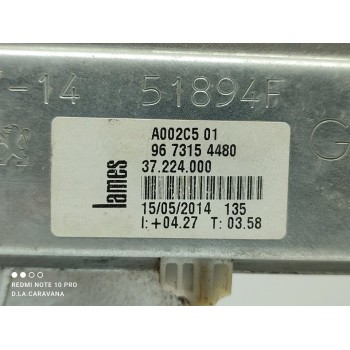 -14 51894F
A002C5 01
96 7315 4480
37.224.000
lames
15/05/2014 135
I:+04.27 T: 03.58
REDMI NOTE 10 PRO
D.LA.CARAVANA